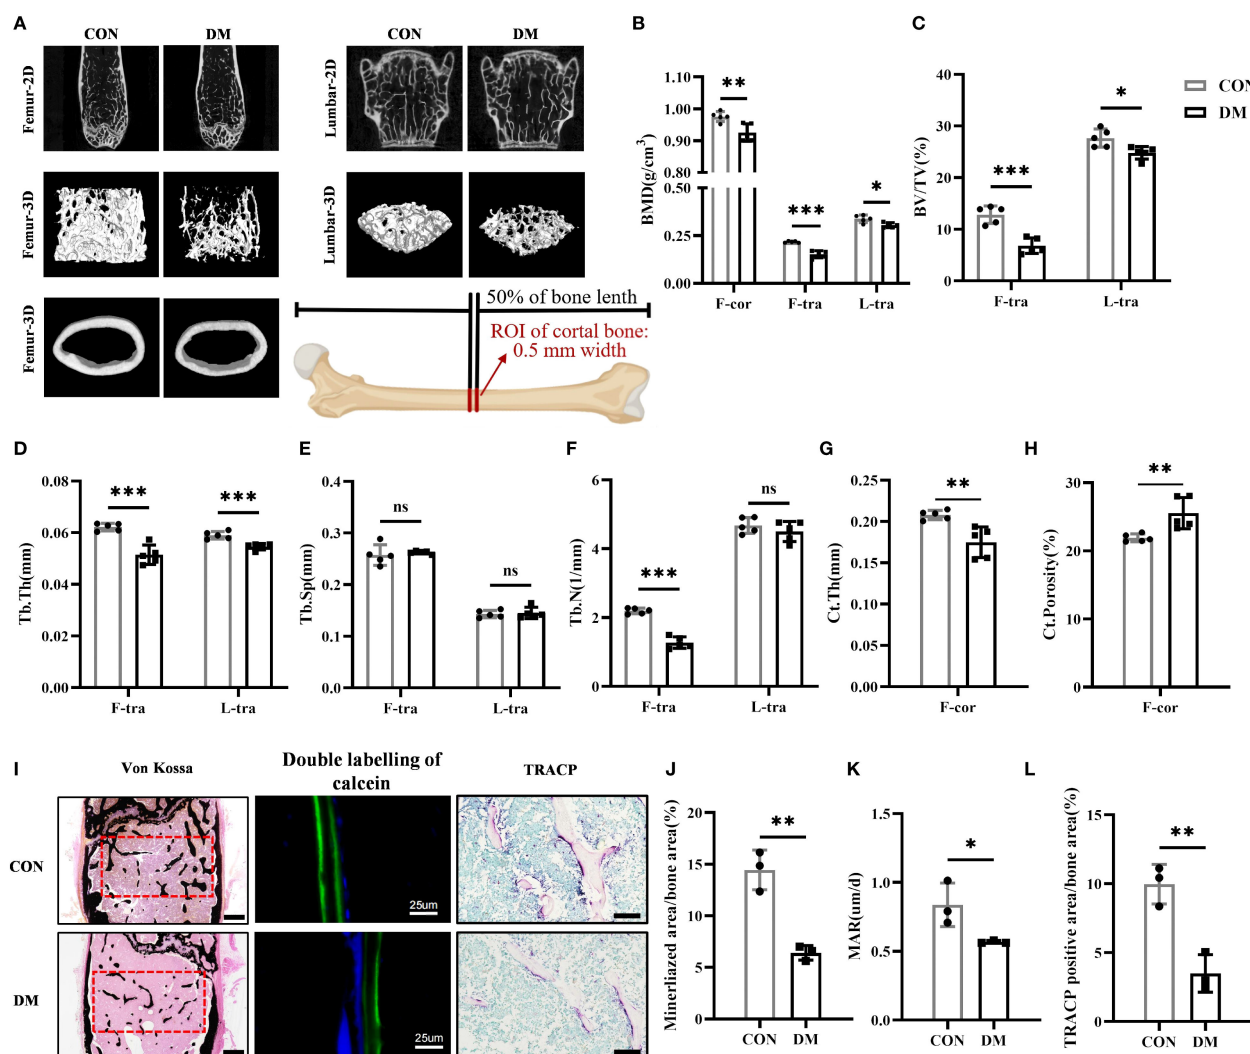 A
CON
DM
CON
DM
Femur-2D
Lumbar-2D
Femur-3D
Lumbar-3D
Femur-3D
50% of bone lenth
ROI of cortal bone:
0.5 mm width
B
BMD(g/cm³)
1.10
1.00
0.90
0.80
0.50
0.25
0.00
**
***
*
F-cor
F-tra
L-tra
C
BV/TV(%)
40
30
20
10
0
***
*
F-tra
L-tra
CON
DM
D
Tb.Th(mm)
0.08
0.06
0.04
0.02
0.00
***
***
F-tra
L-tra
E
Tb.Sp(mm)
0.4
0.3
0.2
0.1
0.0
ns
ns
F-tra
L-tra
F
Tb.N(1/mm)
6
4
2
0
***
ns
F-tra
L-tra
G
Ct.Th(mm)
0.25
0.20
0.15
0.10
0.05
0.00
**
F-cor
H
Ct.Porosity(%)
30
20
10
0
**
F-cor
I
Von Kossa
Double labelling of
calcein
TRACP
CON
25um
DM
25um
J
Minerliazed area/bone area(%)
20
15
10
5
0
**
CON
DM
K
MAR(um/d)
1.5
1.0
0.5
0.0
*
CON
DM
L
TRACP positive area/bone area(%)
15
10
5
0
**
CON
DM